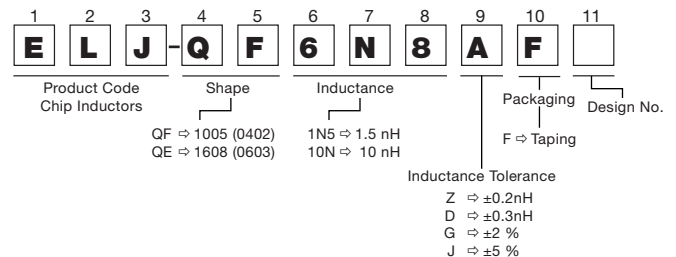 1 2 3 4 5 6 7 8 9 10 11
E L J - Q F 6 N 8 A F
Product Code
Chip Inductors
Shape
QF ⇨ 1005 (0402)
QE ⇨ 1608 (0603)
Inductance
1N5 ⇨ 1.5 nH
10N ⇨ 10 nH
Packaging
F ⇨ Taping
Design No.
Inductance Tolerance
Z ⇨ ±0.2nH
D ⇨ ±0.3nH
G ⇨ ±2 %
J ⇨ ±5 %